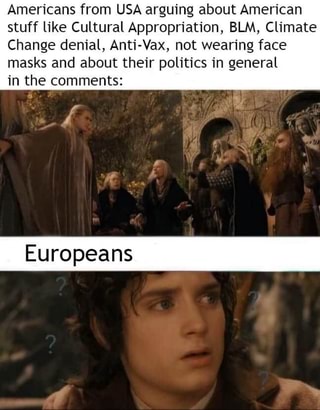 Americans from USA arguing about American
stuff like Cultural Appropriation, BLM, Climate
Change denial, Anti-Vax, not wearing face
masks and about their politics in general
in the comments:
Europeans
? ?
?
?